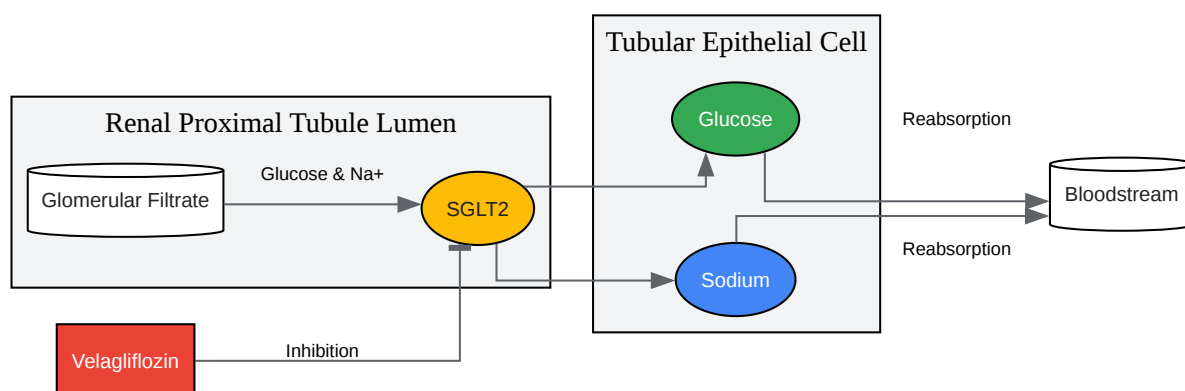 Tubular Epithelial Cell
Renal Proximal Tubule Lumen
Glucose
Reabsorption
Glucose & Na+
Glomerular Filtrate
SGLT2
Bloodstream
Reabsorption
Sodium
Velagliflozin
Inhibition